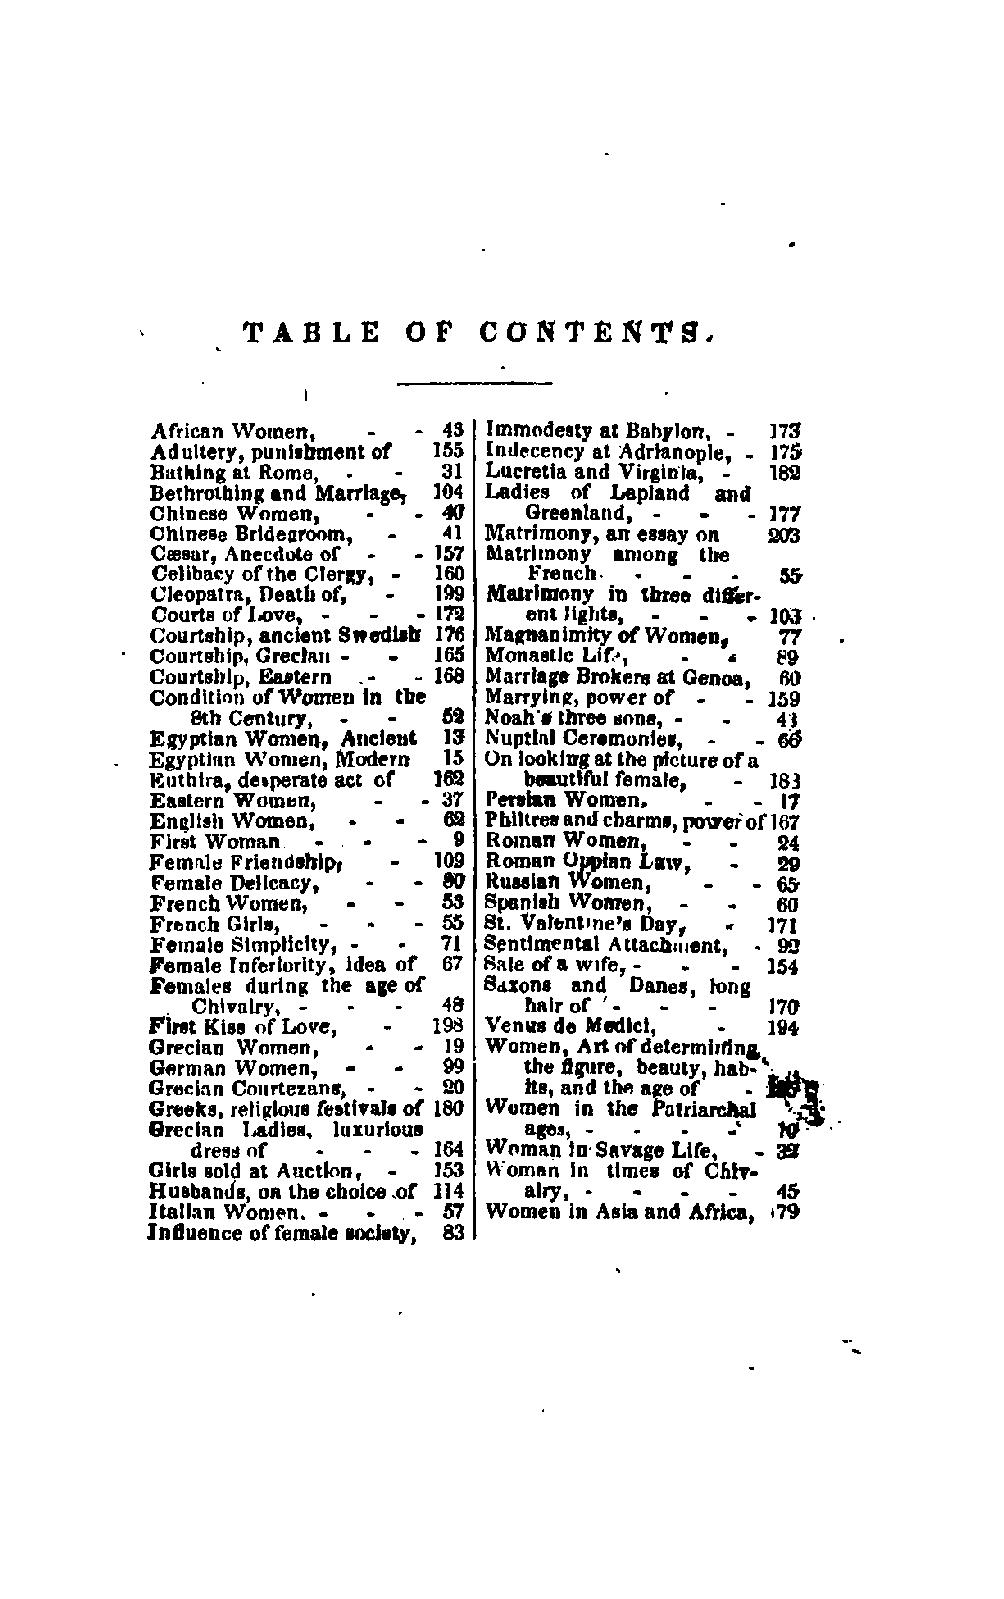 TABLE OF CONTENTS.
African Women, - - 43
Adultery, punishment of 155
Bathing at Rome, - - 31
Bethrothing and Marriage, 104
Chinese Women, - - 40
Chinese Bridegroom, - 41
Cæsar, Anecdote of - - 157
Celibacy of the Clergy, - 160
Cleopatra, Death of, - 199
Courts of Love, - - - 172
Courtship, ancient Swedish 176
Courtship, Grecian - - 165
Courtship, Eastern - - 168
Condition of Women in the
8th Century, - - 52
Egyptian Women, Ancient 13
Egyptian Women, Modern 15
Euthira, desperate act of 162
Eastern Women, - - 37
English Women, - - 62
First Woman - - - 9
Female Friendship, - 109
Female Delicacy, - - 80
French Women, - - 53
French Girls, - - - 55
Female Simplicity, - - 71
Female Inferiority, idea of 67
Females during the age of
Chivalry, - - - 48
First Kiss of Love, - 198
Grecian Women, - - 19
German Women, - - 99
Grecian Courtezans, - - 20
Greeks, religious festivals of 180
Grecian Ladies, luxurious
dress of - - - 164
Girls sold at Auction, - 153
Husbands, on the choice of 114
Italian Women. - - - 57
Influence of female society, 83
Immodesty at Babylon, - 173
Indecency at Adrianople, - 175
Lucretia and Virginia, - 182
Ladies of Lapland and
Greenland, - - - 177
Matrimony, an essay on 203
Matrimony among the
French - - - 55
Matrimony in three differ-
ent lights, - - - 103
Magnanimity of Women, 77
Monastic Life, - - 89
Marriage Brokers at Genoa, 60
Marrying, power of - - 159
Noah's three sons, - -
Nuptial Ceremonies, - - 66
On looking at the picture of a
beautiful female, - 183
Persian Women. - - 17
Philtres and charms, power of 167
Roman Women, - - 24
Roman Oppian Law, - 29
Russian Women, - - 65
Spanish Women, - - 60
St. Valentine's Day, - 171
Sentimental Attachment, - 92
Sale of a wife, - - - 154
Saxons and Danes, long
hair of - - - 170
Venus de Medici, - 194
Women, Art of determining
the figure, beauty, hab-
its, and the age of -
Women in the Patriarchal
ages, - - - - 10
Woman in Savage Life, - 32
Woman in times of Chiv-
alry, - - - - 45
Women in Asia and Africa, 79